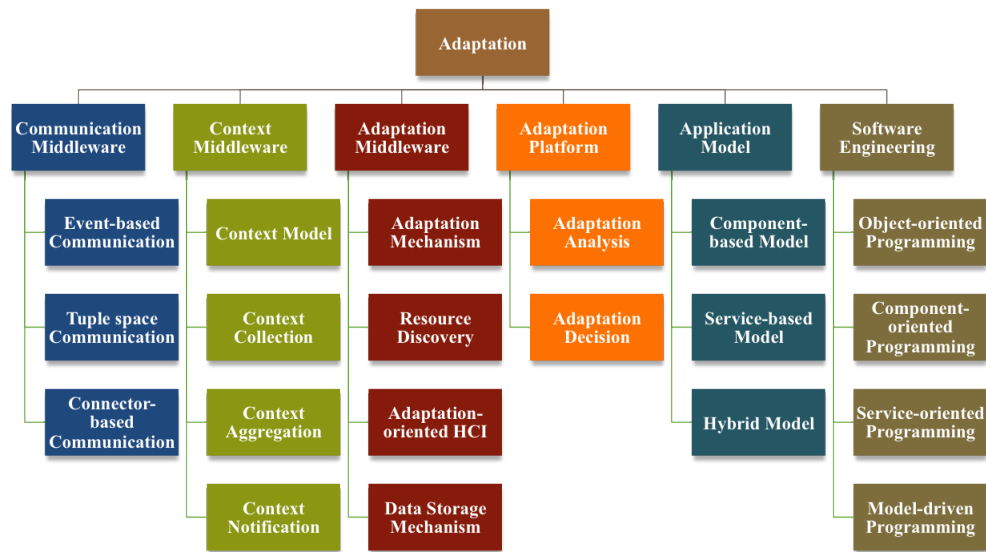 Adaptation
Communication
Middleware
Context
Middleware
Adaptation
Middleware
Adaptation
Platform
Application
Model
Software
Engineering
Event-based
Communication
Tuple space
Communication
Connector-
based
Communication
Context Model
Context
Collection
Context
Aggregation
Context
Notification
Adaptation
Mechanism
Resource
Discovery
Adaptation-
oriented HCI
Data Storage
Mechanism
Adaptation
Analysis
Adaptation
Decision
Component-
based Model
Service-based
Model
Hybrid Model
Object-oriented
Programming
Component-
oriented
Programming
Service-oriented
Programming
Model-driven
Programming